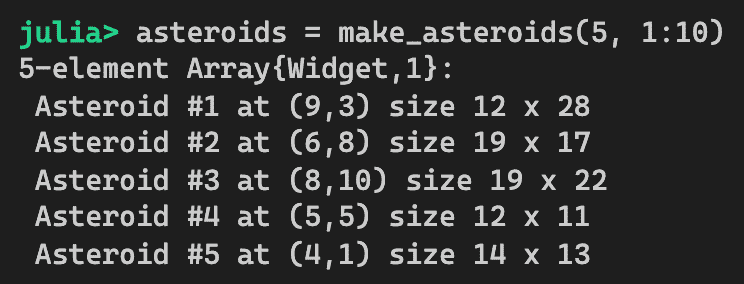 julia> asteroids = make_asteroids(5, 1:10)
5-element Array{Widget,1}:
 Asteroid #1 at (9,3) size 12 x 28
 Asteroid #2 at (6,8) size 19 x 17
 Asteroid #3 at (8,10) size 19 x 22
 Asteroid #4 at (5,5) size 12 x 11
 Asteroid #5 at (4,1) size 14 x 13